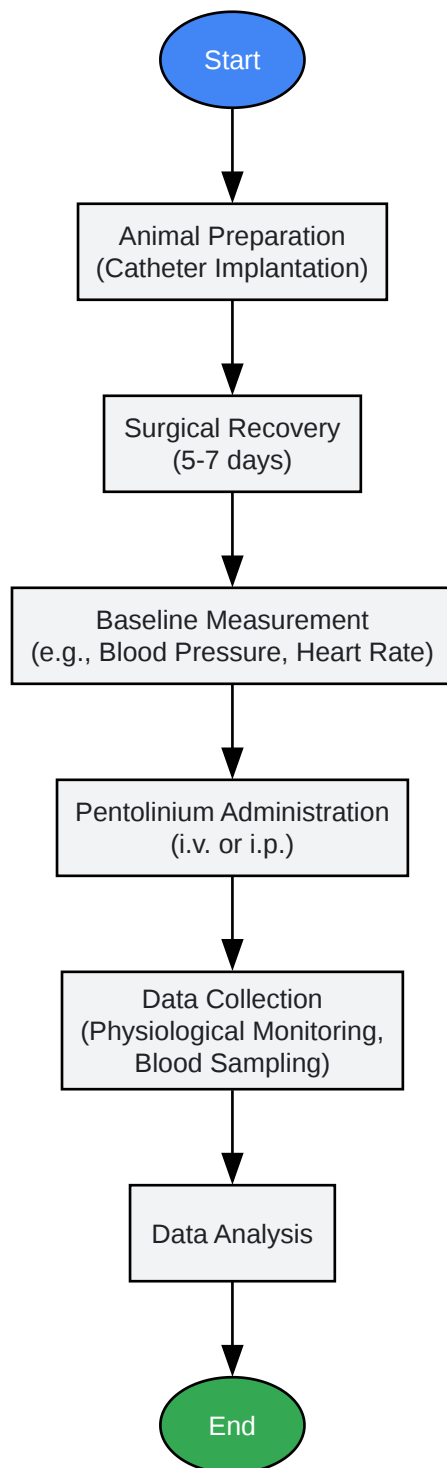 Start
Animal Preparation
(Catheter Implantation)
Surgical Recovery
(5-7 days)
Baseline Measurement
(e.g., Blood Pressure, Heart Rate)
Pentolinium Administration
(i.v. or i.p.)
Data Collection
(Physiological Monitoring,
Blood Sampling)
Data Analysis
End